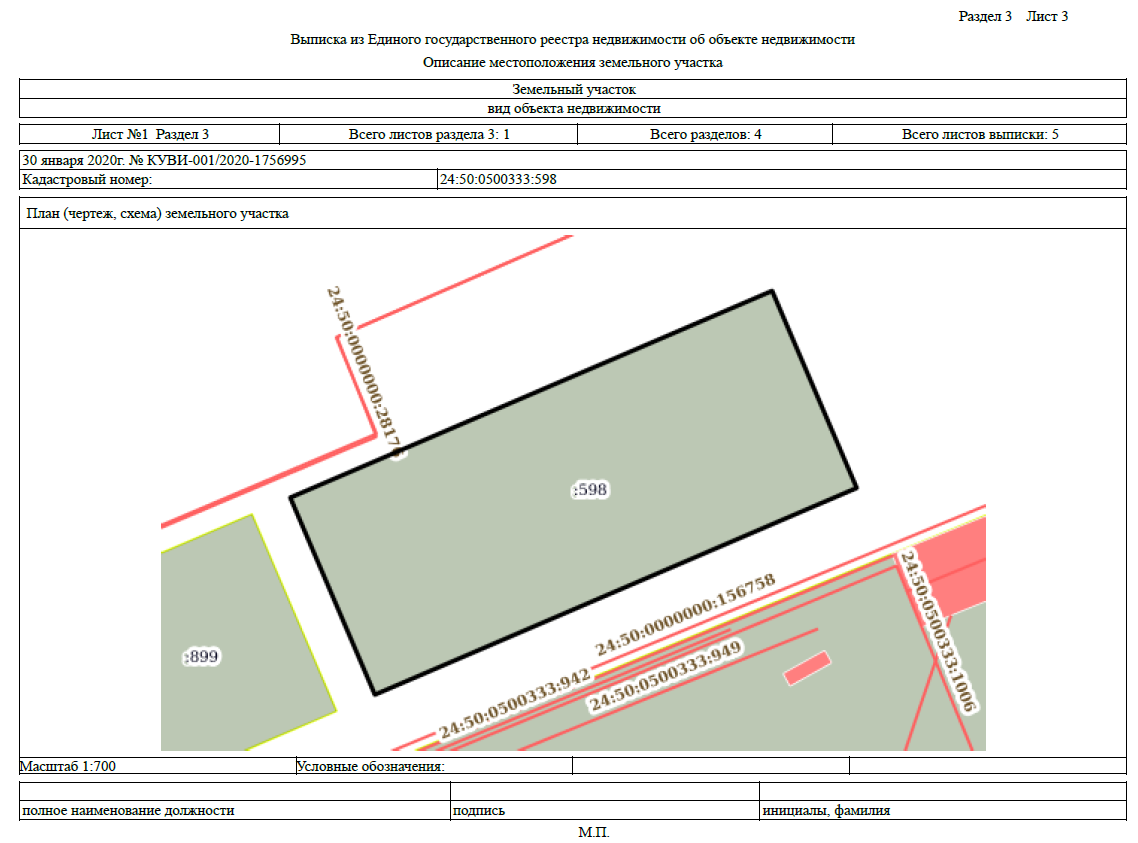 Раздел 3 Лист 3
Выписка из Единого государственного реестра недвижимости об объекте недвижимости
Описание местоположения земельного участка
Земельный участок
вид объекта недвижимости
Лист №1 Раздел 3 Всего листов раздела 3: 1 Всего разделов: 4 Всего листов выписки: 5
30 января 2020г. № КУВИ-001/2020-1756995
Кадастровый номер: 24:50:0500333:598
План (чертеж, схема) земельного участка
:598
24:50:0000000:156758
:899
24:50:0500333:949
24:50:0500333:942
24:50:0500333:1006
Масштаб 1:700 Условные обозначения:
полное наименование должности подпись инициалы, фамилия
М.П.